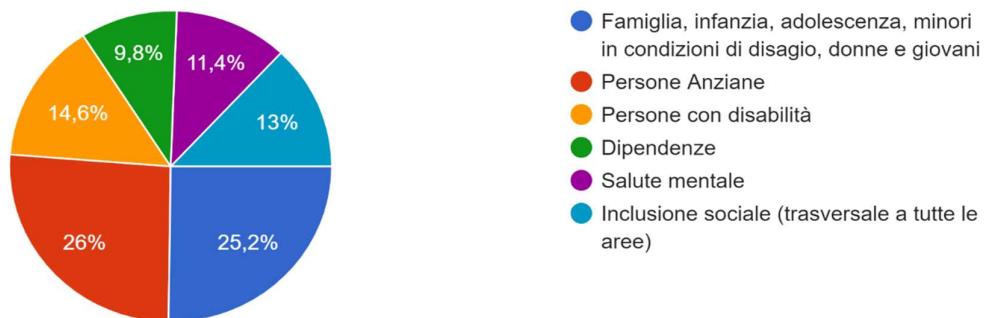 9,8%
11,4%
14,6%
13%
26%
25,2%
Famiglia, infanzia, adolescenza, minori
in condizioni di disagio, donne e giovani
Persone Anziane
Persone con disabilità
Dipendenze
Salute mentale
Inclusione sociale (trasversale a tutte le
aree)